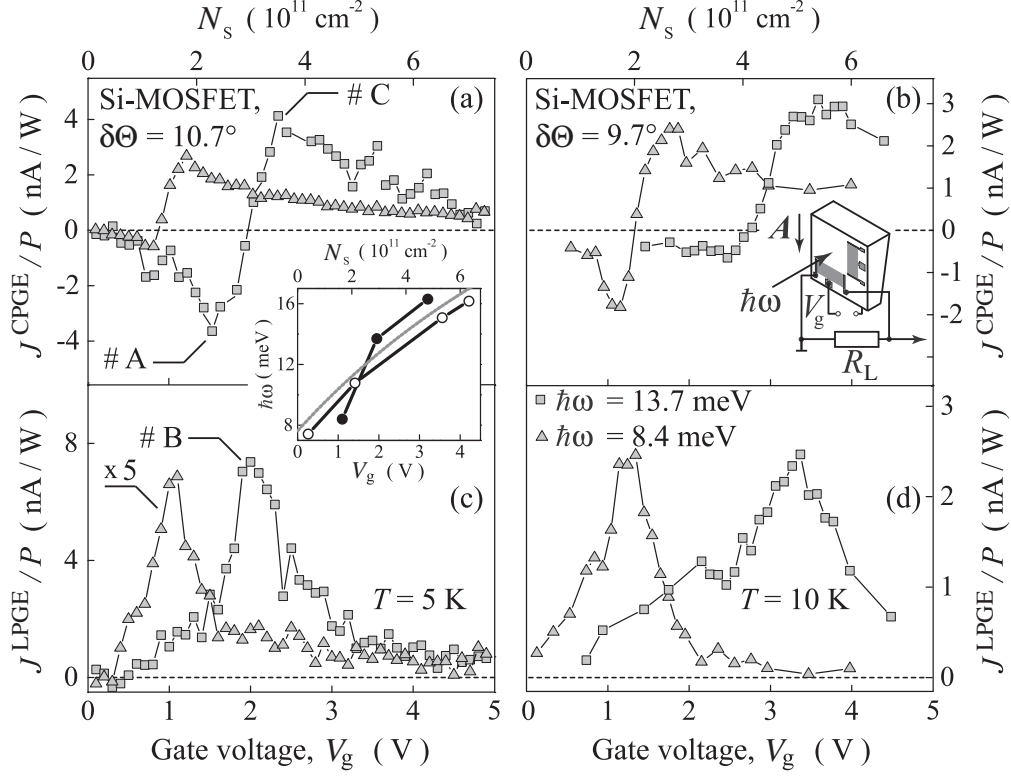 N_s ( 10^11 cm^-2 )
N_s ( 10^11 cm^-2 )
0 2 4 6
0 2 4 6
Si-MOSFET,
δΘ = 10.7°
# C
(a)
Si-MOSFET,
δΘ = 9.7°
(b)
J^CPGE / P ( nA / W )
4
2
0
-2
-4
# A
3
2
1
0
-1
-2
J^CPGE / P ( nA / W )
A
ħω
V_g
R_L
N_s ( 10^11 cm^-2 )
0 2 4 6
ħω ( meV )
16
12
8
0 1 2 3 4
V_g ( V )
J^LPGE / P ( nA / W )
8
4
0
# B
x 5
(c)
T = 5 K
ħω = 13.7 meV
ħω = 8.4 meV
(d)
T = 10 K
3
2
1
0
J^LPGE / P ( nA / W )
0 1 2 3 4 5
0 1 2 3 4 5
Gate voltage, V_g ( V )
Gate voltage, V_g ( V )